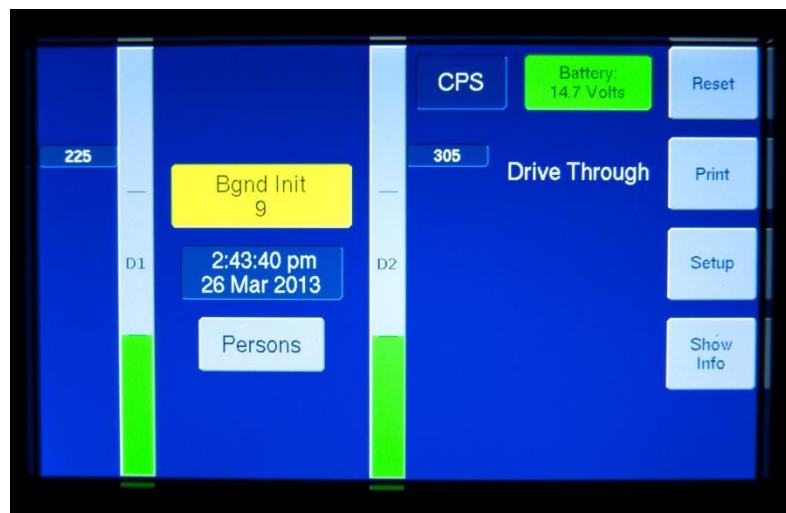 CPS
Battery:
14.7 Volts
Reset
225
305
Drive Through
Print
Bgnd Init
9
D1
2:43:40 pm
26 Mar 2013
D2
Setup
Persons
Show
Info